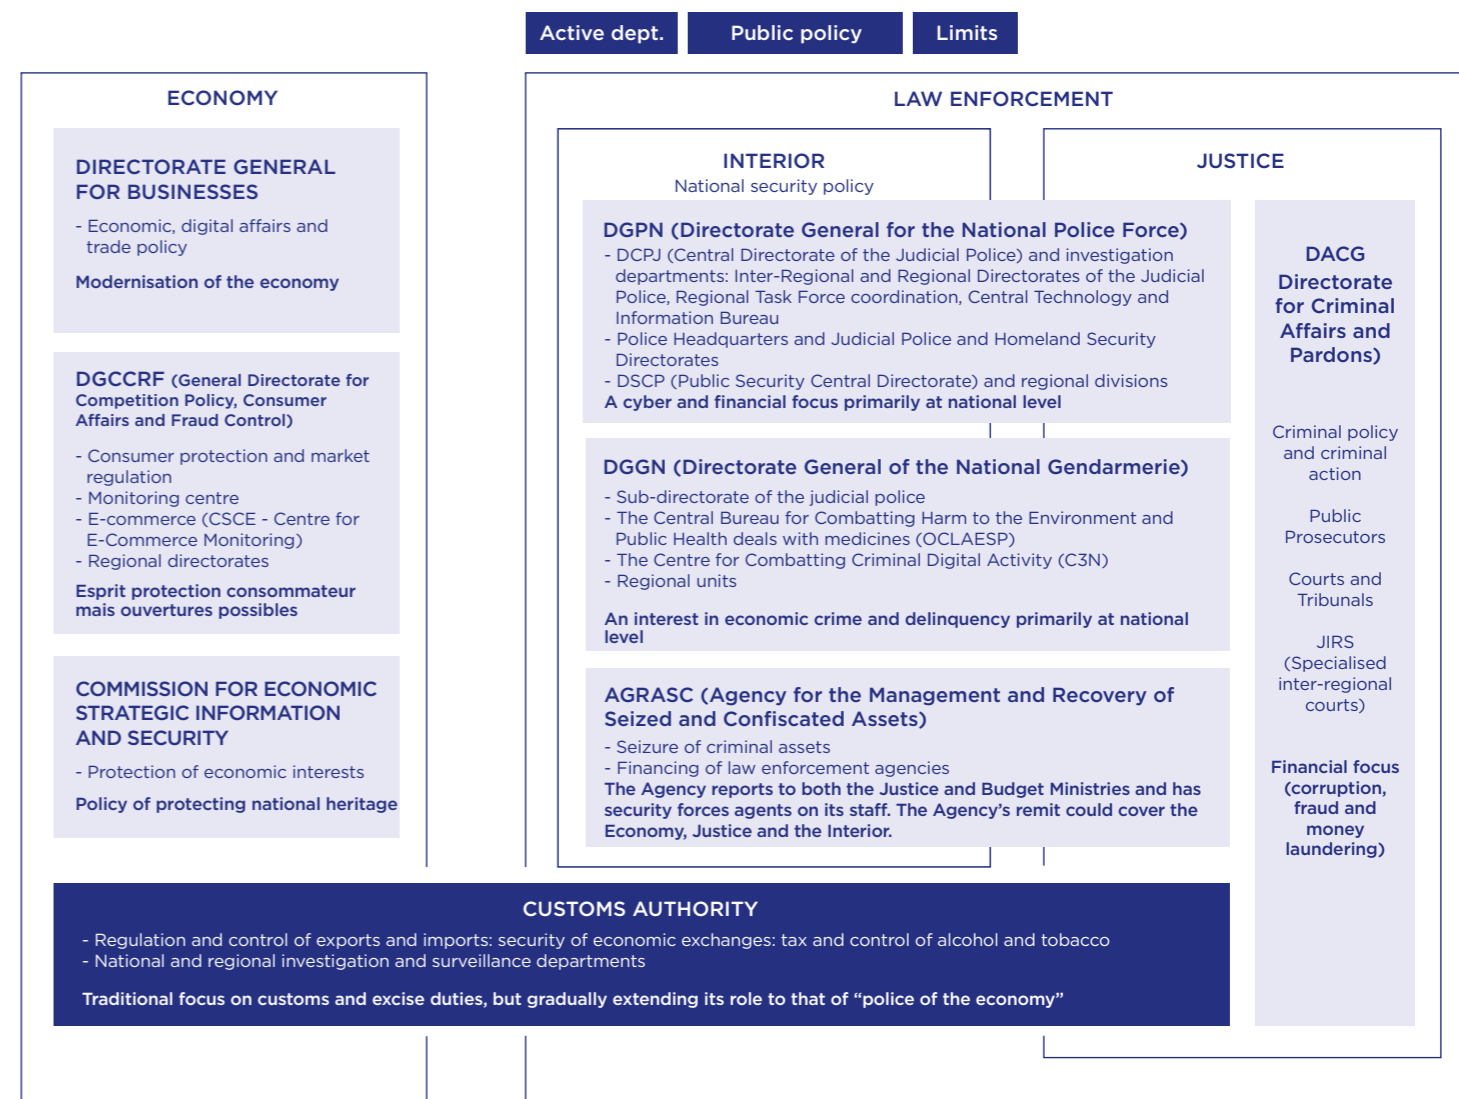 Active dept.
Public policy
Limits
ECONOMY
DIRECTORATE GENERAL
FOR BUSINESSES
- Economic, digital affairs and
trade policy
Modernisation of the economy
DGCCRF (General Directorate for
Competition Policy, Consumer
Affairs and Fraud Control)
- Consumer protection and market
regulation
- Monitoring centre
- E-commerce (CSCE - Centre for
E-Commerce Monitoring)
- Regional directorates
Esprit protection consommateur
mais ouvertures possibles
COMMISSION FOR ECONOMIC
STRATEGIC INFORMATION
AND SECURITY
- Protection of economic interests
Policy of protecting national heritage
LAW ENFORCEMENT
INTERIOR
National security policy
DGPN (Directorate General for the National Police Force)
- DCPJ (Central Directorate of the Judicial Police) and investigation
departments: Inter-Regional and Regional Directorates of the Judicial
Police, Regional Task Force coordination, Central Technology and
Information Bureau
- Police Headquarters and Judicial Police and Homeland Security
Directorates
- DSCP (Public Security Central Directorate) and regional divisions
A cyber and financial focus primarily at national level
DGGN (Directorate General of the National Gendarmerie)
- Sub-directorate of the judicial police
- The Central Bureau for Combatting Harm to the Environment and
Public Health deals with medicines (OCLAESP)
- The Centre for Combatting Criminal Digital Activity (C3N)
- Regional units
An interest in economic crime and delinquency primarily at national
level
AGRASC (Agency for the Management and Recovery of
Seized and Confiscated Assets)
- Seizure of criminal assets
- Financing of law enforcement agencies
The Agency reports to both the Justice and Budget Ministries and has
security forces agents on its staff. The Agency’s remit could cover the
Economy, Justice and the Interior.
JUSTICE
DACG
Directorate
for Criminal
Affairs and
Pardons)
Criminal policy
and criminal
action
Public
Prosecutors
Courts and
Tribunals
JIRS
(Specialised
inter-regional
courts)
Financial focus
(corruption,
fraud and
money
laundering)
CUSTOMS AUTHORITY
- Regulation and control of exports and imports: security of economic exchanges: tax and control of alcohol and tobacco
- National and regional investigation and surveillance departments
Traditional focus on customs and excise duties, but gradually extending its role to that of “police of the economy”